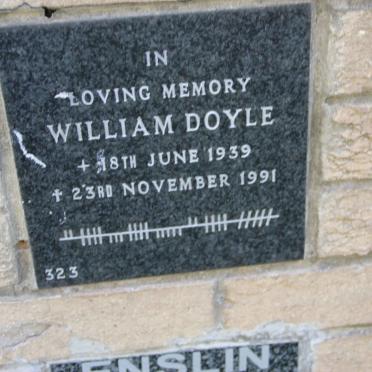 IN
LOVING MEMORY
WILLIAM DOYLE
+ 18TH JUNE 1939
✝ 23RD NOVEMBER 1991
323
ENSLIN